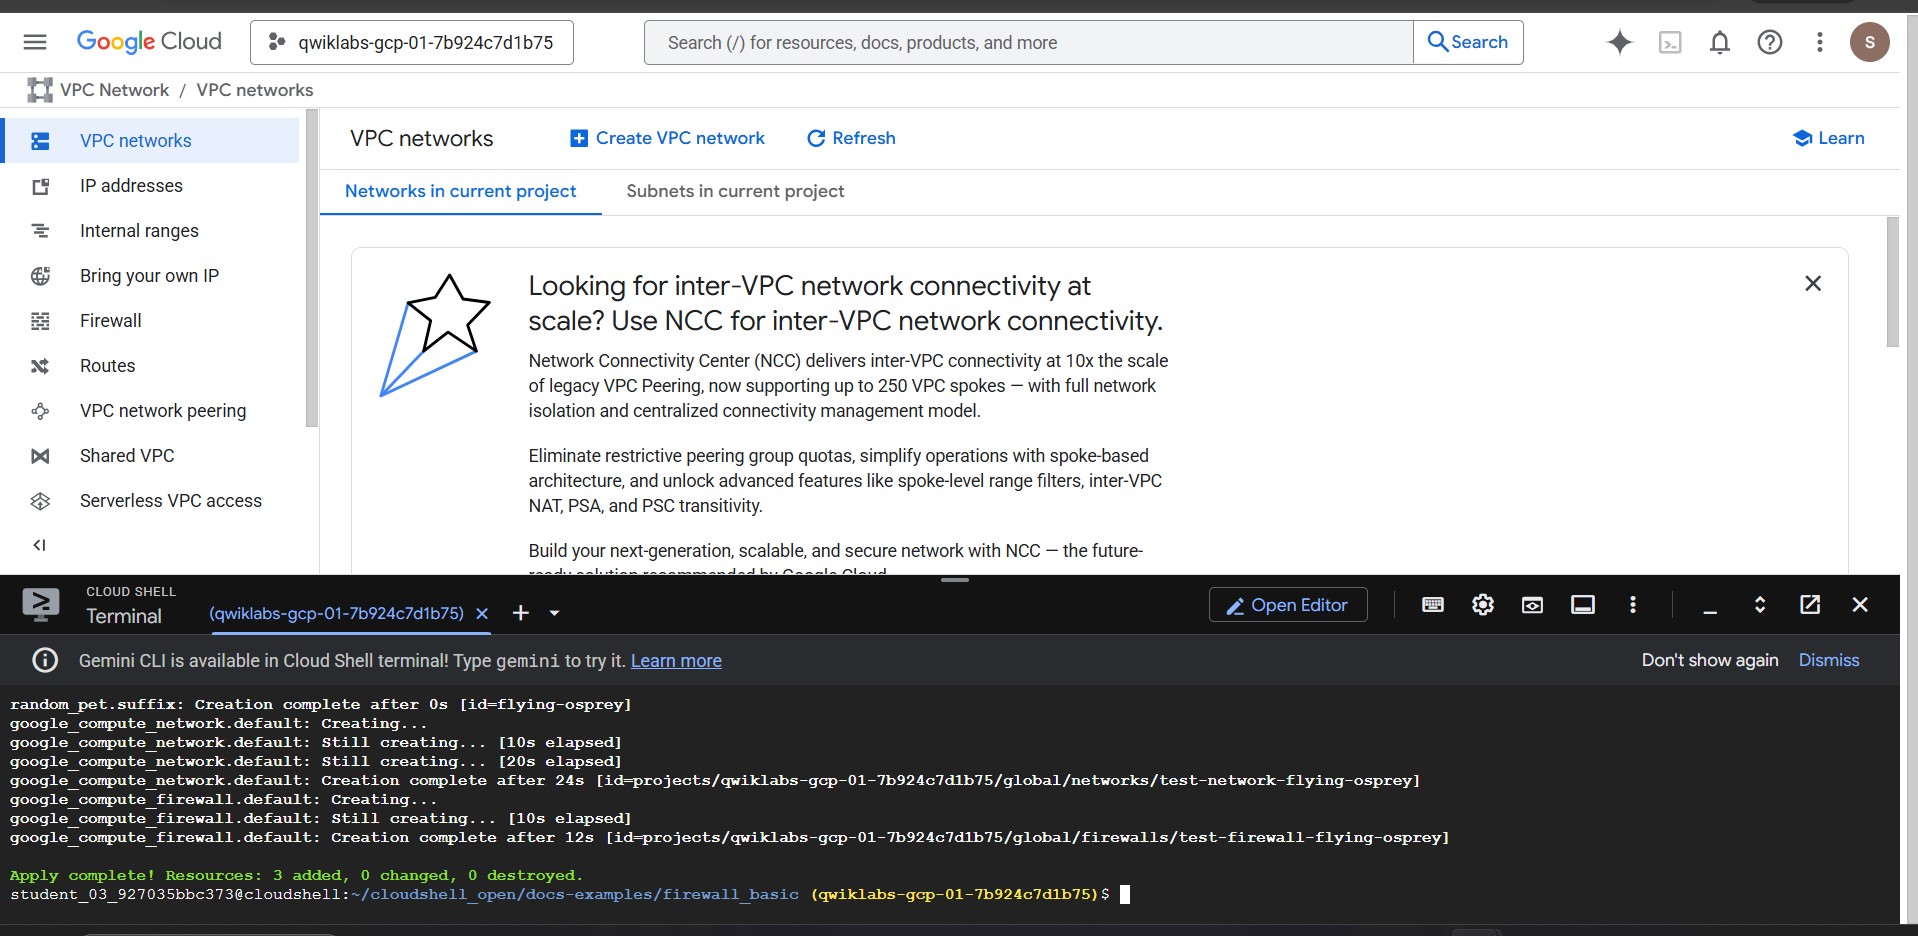 Google Cloud
qwiklabs-gcp-01-7b924c7d1b75
Search (/) for resources, docs, products, and more
Search
S
VPC Network / VPC networks
VPC networks
IP addresses
Internal ranges
Bring your own IP
Firewall
Routes
VPC network peering
Shared VPC
Serverless VPC access
VPC networks
Create VPC network
Refresh
Learn
Networks in current project
Subnets in current project
Looking for inter-VPC network connectivity at
scale? Use NCC for inter-VPC network connectivity.
Network Connectivity Center (NCC) delivers inter-VPC connectivity at 10x the scale
of legacy VPC Peering, now supporting up to 250 VPC spokes — with full network
isolation and centralized connectivity management model.
Eliminate restrictive peering group quotas, simplify operations with spoke-based
architecture, and unlock advanced features like spoke-level range filters, inter-VPC
NAT, PSA, and PSC transitivity.
Build your next-generation, scalable, and secure network with NCC — the future-
ready solution recommended by Google Cloud.
CLOUD SHELL
Terminal
(qwiklabs-gcp-01-7b924c7d1b75)
Open Editor
Gemini CLI is available in Cloud Shell terminal! Type gemini to try it. Learn more
Don't show again
Dismiss
random_pet.suffix: Creation complete after 0s [id=flying-osprey]
google_compute_network.default: Creating...
google_compute_network.default: Still creating... [10s elapsed]
google_compute_network.default: Still creating... [20s elapsed]
google_compute_network.default: Creation complete after 24s [id=projects/qwiklabs-gcp-01-7b924c7d1b75/global/networks/test-network-flying-osprey]
google_compute_firewall.default: Creating...
google_compute_firewall.default: Still creating... [10s elapsed]
google_compute_firewall.default: Creation complete after 12s [id=projects/qwiklabs-gcp-01-7b924c7d1b75/global/firewalls/test-firewall-flying-osprey]
Apply complete! Resources: 3 added, 0 changed, 0 destroyed.
student_03_927035bbc373@cloudshell:~/cloudshell_open/docs-examples/firewall_basic (qwiklabs-gcp-01-7b924c7d1b75)$